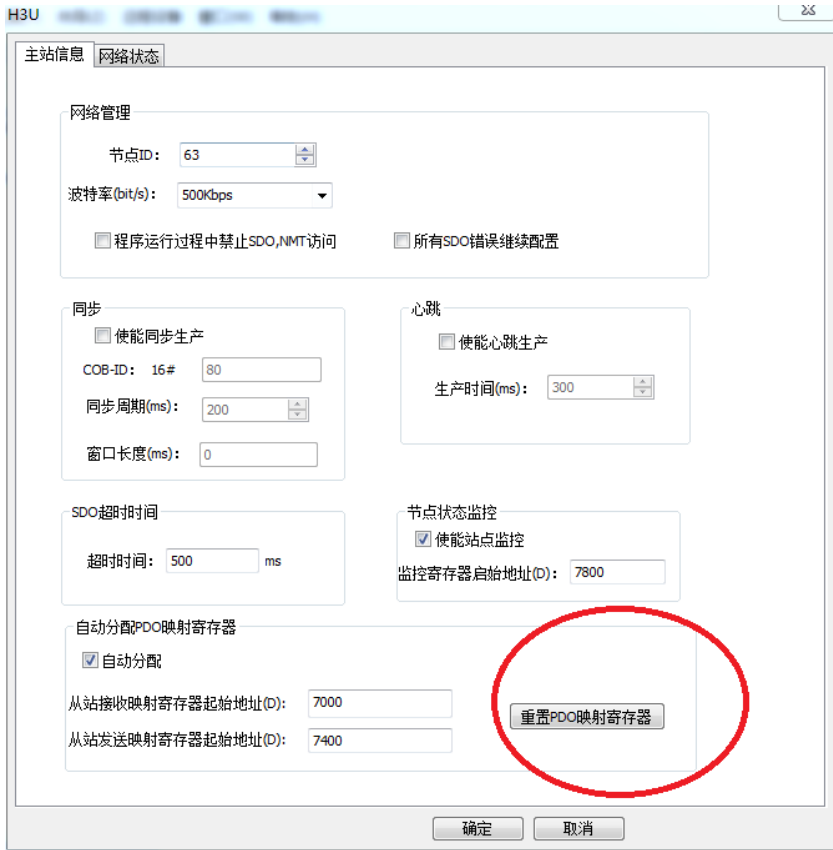 H3U
主站信息 网络状态
网络管理
节点ID: 63
波特率(bit/s): 500Kbps
程序运行过程中禁止SDO,NMT访问 所有SDO错误继续配置
同步 心跳
使能同步生产 使能心跳生产
COB-ID: 16# 80
生产时间(ms): 300
同步周期(ms): 200
窗口长度(ms): 0
SDO超时时间 节点状态监控
使能站点监控
超时时间: 500 ms
监控寄存器启始地址(D): 7800
自动分配PDO映射寄存器
自动分配
从站接收映射寄存器起始地址(D): 7000
重置PDO映射寄存器
从站发送映射寄存器起始地址(D): 7400
确定 取消